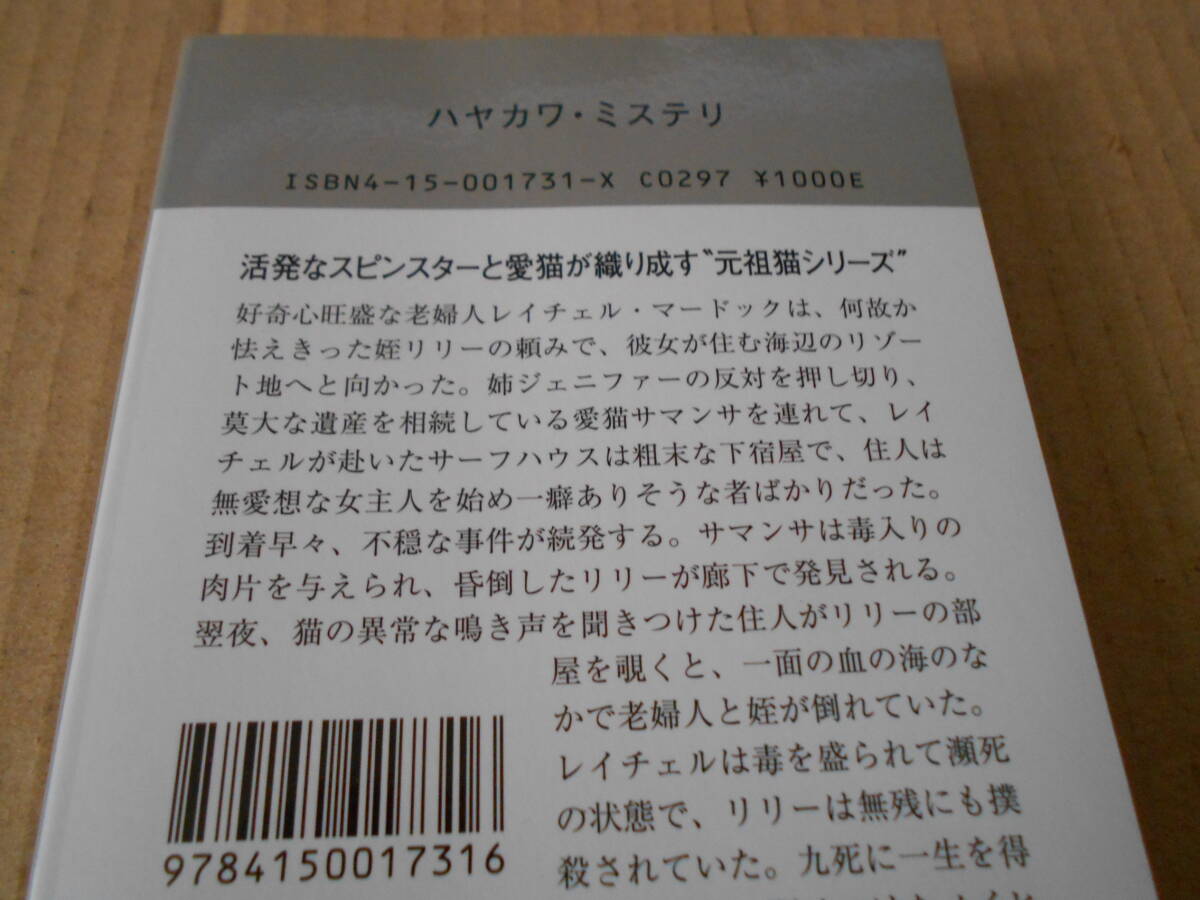 ハヤカワ・ミステリ
ISBN4-15-001731-X C0297 ¥1000E
活発なスピンスターと愛猫が織り成す“元祖猫シリーズ”
好奇心旺盛な老婦人レイチェル・マードックは、何故か
怯えきった姪リリーの頼みで、彼女が住む海辺のリゾー
ト地へと向かった。姉ジェニファーの反対を押し切り、
莫大な遺産を相続している愛猫サマンサを連れて、レイ
チェルが赴いたサーフハウスは粗末な下宿屋で、住人は
無愛想な女主人を始め一癖ありそうな者ばかりだった。
到着早々、不穏な事件が続発する。サマンサは毒入りの
肉片を与えられ、昏倒したリリーが廊下で発見される。
翌夜、猫の異常な鳴き声を聞きつけた住人がリリーの部
屋を覗くと、一面の血の海のな
かで老婦人と姪が倒れていた。
レイチェルは毒を盛られて瀕死
の状態で、リリーは無残にも撲
殺されていた。九死に一生を得
9784150017316